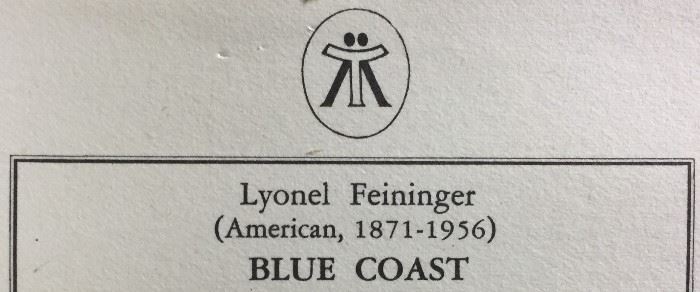 Lyonel Feininger
(American, 1871-1956)
BLUE COAST